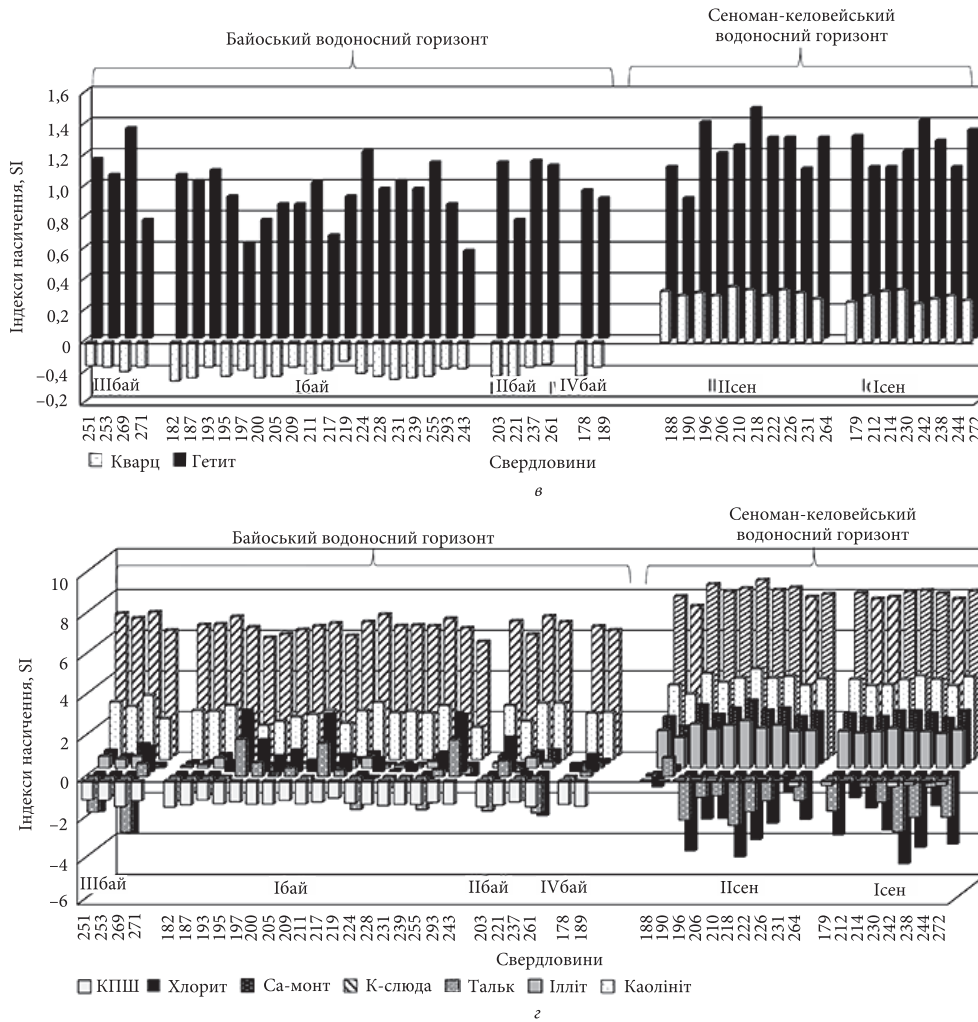 Байоський водоносний горизонт
Сеноман-келовейський
водоносний горизонт
Індекси насичення, SI
1,6
1,4
1,2
1,0
0,8
0,6
0,4
0,2
0
–0,4
–0,2
IIIбай
Iбай
IIбай
IVбай
IIсен
Iсен
251 253 269 271 182 187 193 195 197 200 205 209 211 217 219 224 228 231 239 255 293 243 203 221 237 261 178 189 188 190 196 206 210 218 222 226 231 264 179 212 214 230 242 238 244 272
Кварц Гетит
Свердловини
в
Байоський водоносний горизонт
Сеноман-келовейський
водоносний горизонт
Індекси насичення, SI
10
8
6
4
2
0
–2
–4
–6
IIIбай
Iбай
IIбай
IVбай
IIсен
Iсен
251 253 269 271 182 187 193 195 197 200 205 209 211 217 219 224 228 231 239 255 293 243 203 221 237 261 178 189 188 190 196 206 210 218 222 226 231 264 179 212 214 230 242 238 244 272
Свердловини
КПШ Хлорит Ca-монт К-слюда Тальк Ілліт Каолініт
г